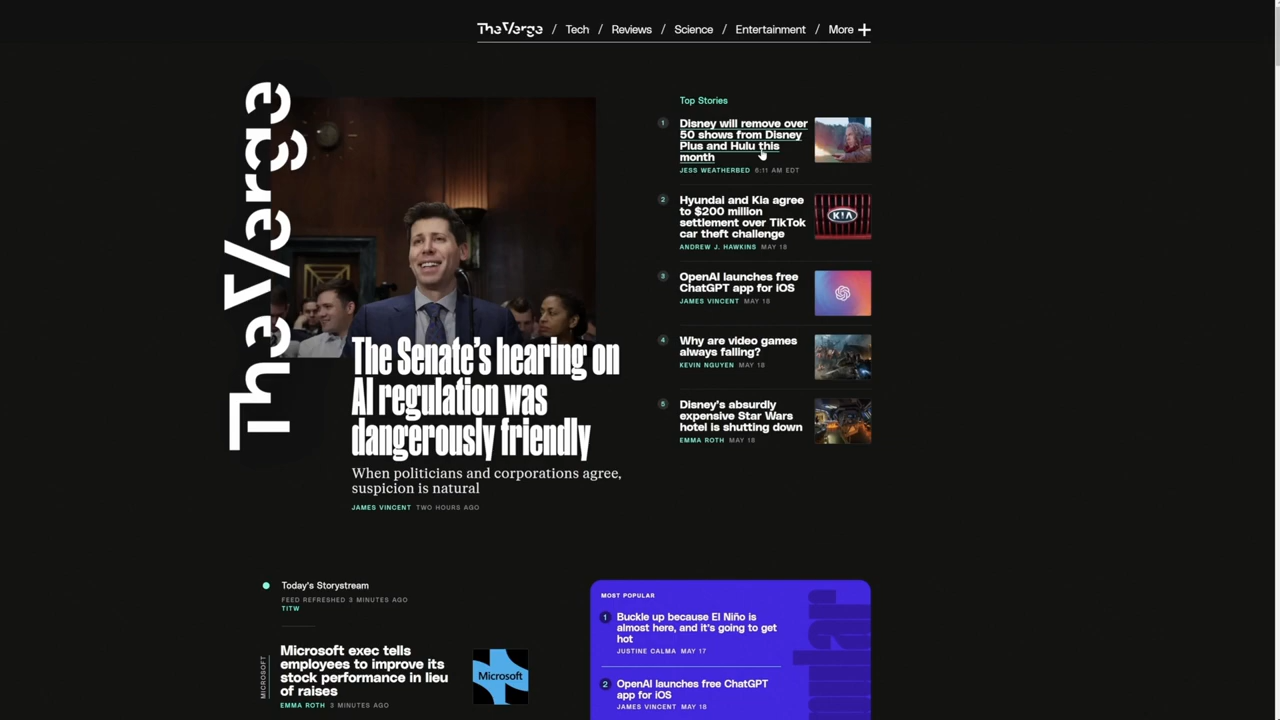 The Verge / Tech / Reviews / Science / Entertainment / More
The Verge
The Senate's hearing on
AI regulation was
dangerously friendly
When politicians and corporations agree,
suspicion is natural
JAMES VINCENT TWO HOURS AGO
Top Stories
1
Disney will remove over
50 shows from Disney
Plus and Hulu this
month
JESS WEATHERBED 6:11 AM EDT
2
Hyundai and Kia agree
to $200 million
settlement over TikTok
car theft challenge
ANDREW J. HAWKINS MAY 18
KIA
3
OpenAI launches free
ChatGPT app for iOS
JAMES VINCENT MAY 18
4
Why are video games
always falling?
KEVIN NGUYEN MAY 18
5
Disney's absurdly
expensive Star Wars
hotel is shutting down
EMMA ROTH MAY 18
Today's Storystream
FEED REFRESHED 3 MINUTES AGO
TITW
MICROSOFT
Microsoft exec tells
employees to improve its
stock performance in lieu
of raises
EMMA ROTH 3 MINUTES AGO
Microsoft
MOST POPULAR
1
Buckle up because El Niño is
almost here, and it's going to get
hot
JUSTINE CALMA MAY 17
2
OpenAI launches free ChatGPT
app for iOS
JAMES VINCENT MAY 18